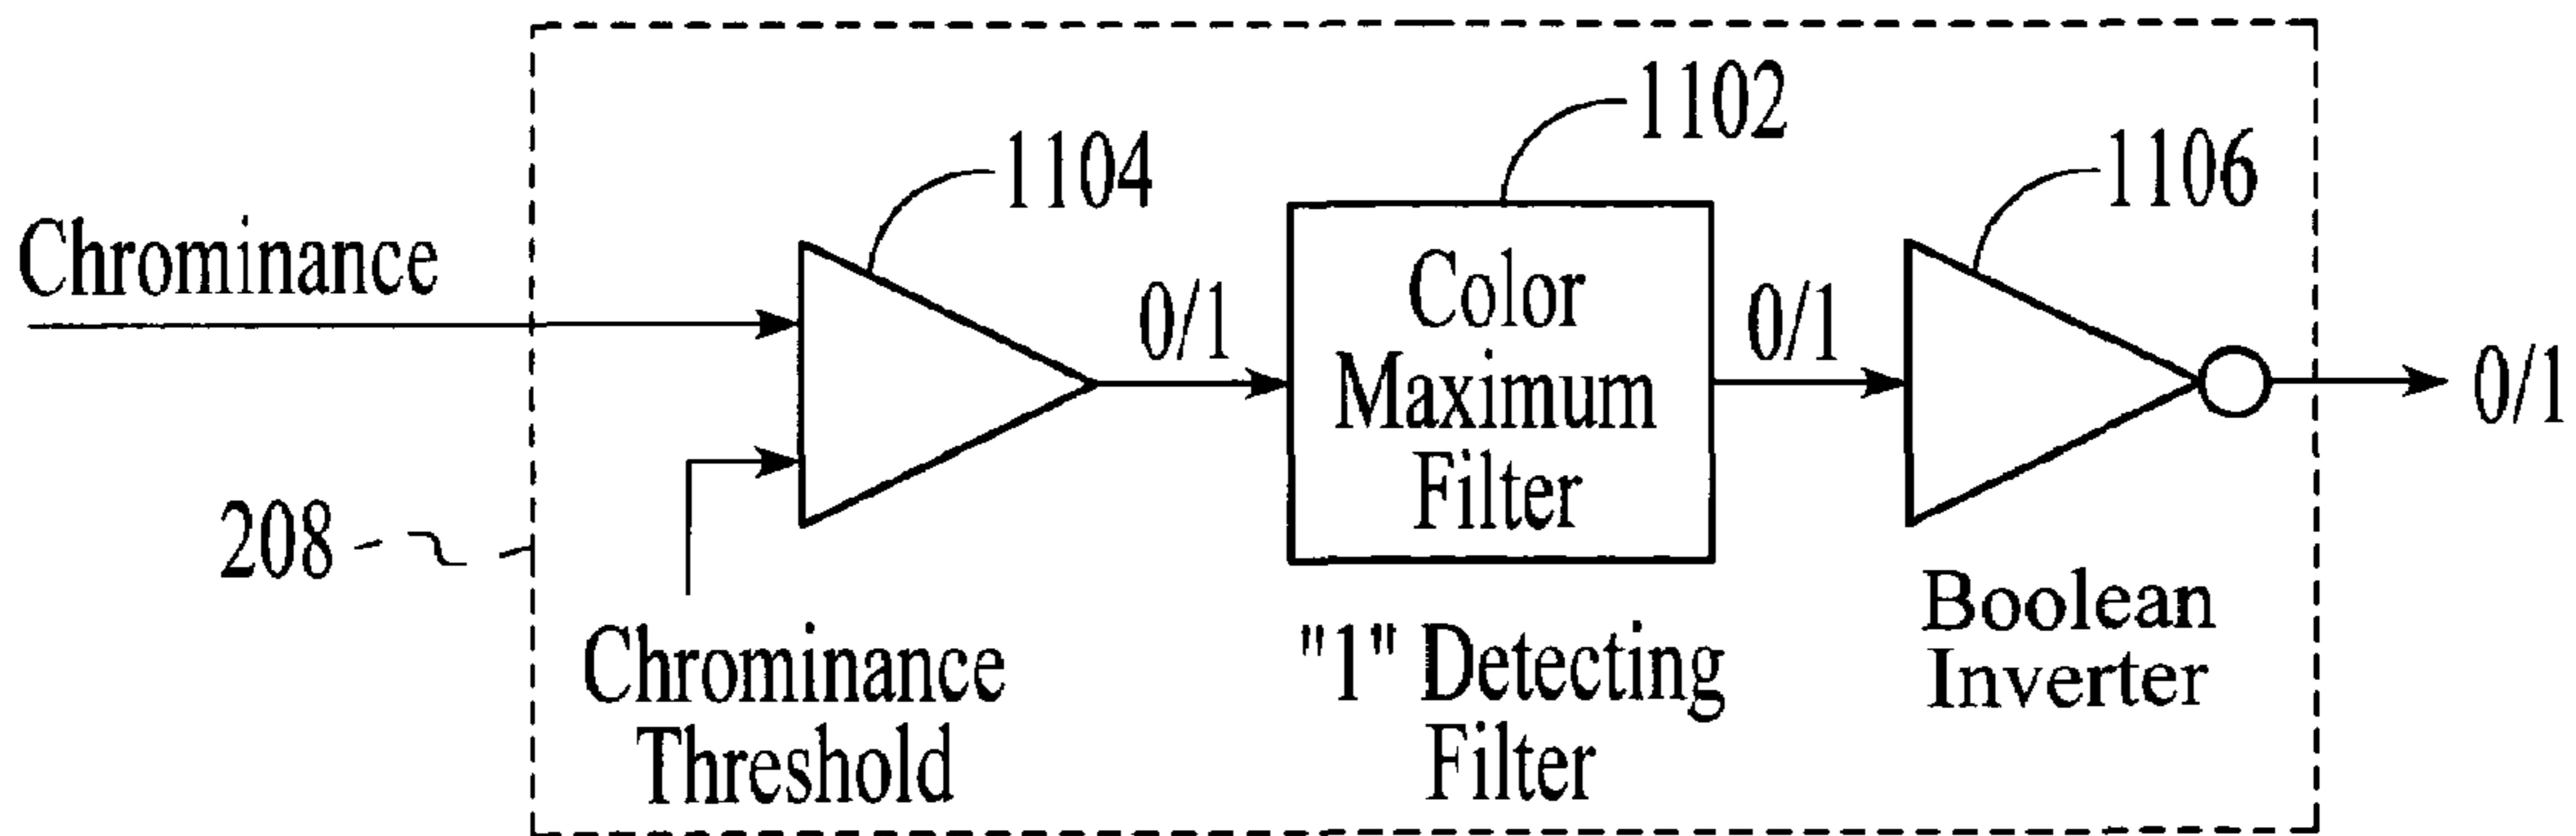 1102
1104
1106
Chrominance
0/1
Color
Maximum
Filter
0/1
0/1
208
Chrominance
Threshold
"1" Detecting
Filter
Boolean
Inverter